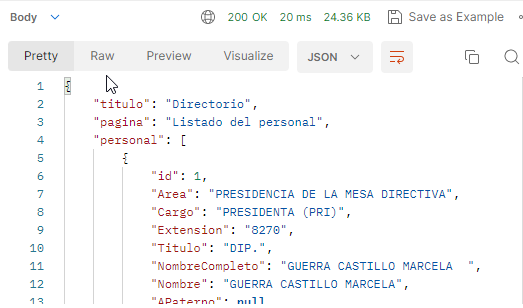 Body 200 OK 20 ms 24.36 KB Save as Example
Pretty Raw Preview Visualize JSON
1 {
2 "titulo": "Directorio",
3 "pagina": "Listado del personal",
4 "personal": [
5 {
6 "id": 1,
7 "Area": "PRESIDENCIA DE LA MESA DIRECTIVA",
8 "Cargo": "PRESIDENTA (PRI)",
9 "Extension": "8270",
10 "Titulo": "DIP.",
11 "NombreCompleto": "GUERRA CASTILLO MARCELA  ",
12 "Nombre": "GUERRA CASTILLO MARCELA",
13 "APaterno": null